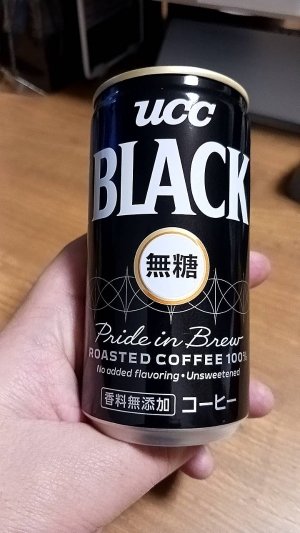 UCC
BLACK
無糖
Pride in Brew
ROASTED COFFEE 100%
No added flavoring • Unsweetened
香料無添加 コーヒー